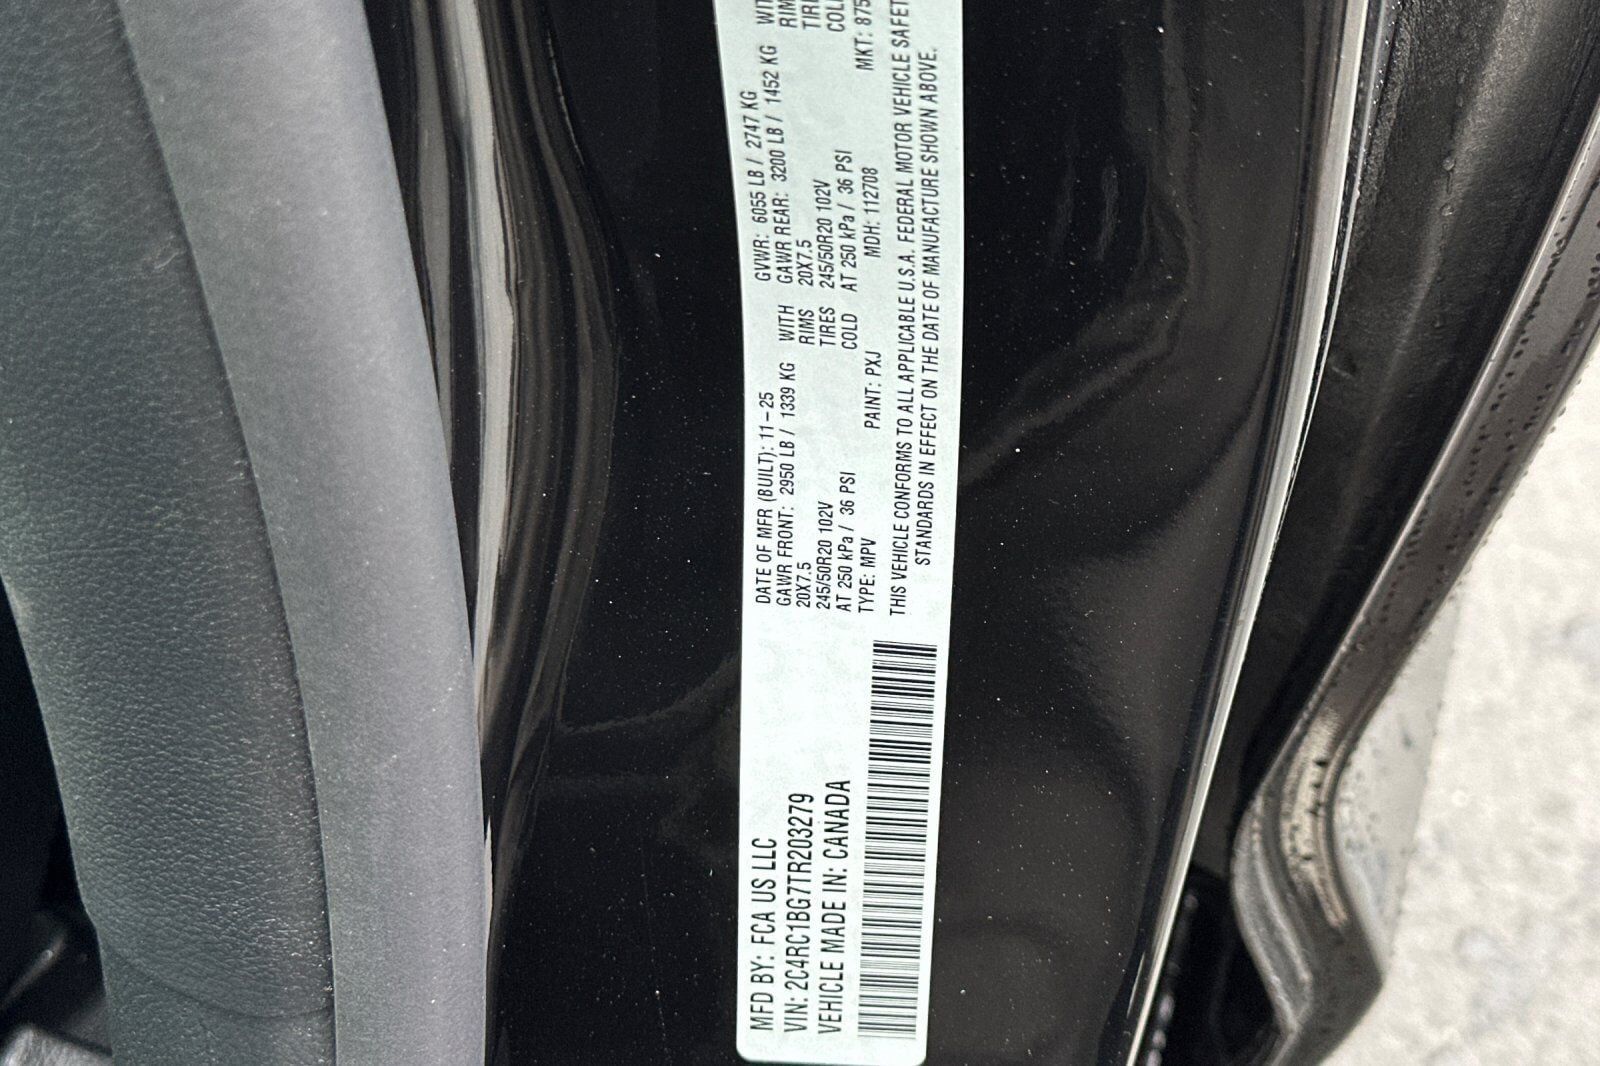 MFD BY: FCA US LLC
VIN: 2C4RC1BG7TR203279
VEHICLE MADE IN: CANADA
DATE OF MFR (BUILT): 11-25 GVWR: 6055 LB / 2747 KG
GAWR FRONT: 2950 LB / 1339 KG WITH GAWR REAR: 3200 LB / 1452 KG WITH
20X7.5 RIMS 20X7.5
245/50R20 102V TIRES 245/50R20 102V
AT 250 kPa / 36 PSI COLD AT 250 kPa / 36 PSI COLD
TYPE: MPV PAINT: PXJ MDH: 112708 MKT:
THIS VEHICLE CONFORMS TO ALL APPLICABLE U.S.A. FEDERAL MOTOR VEHICLE
STANDARDS IN EFFECT ON THE DATE OF MANUFACTURE SHOWN ABOVE.